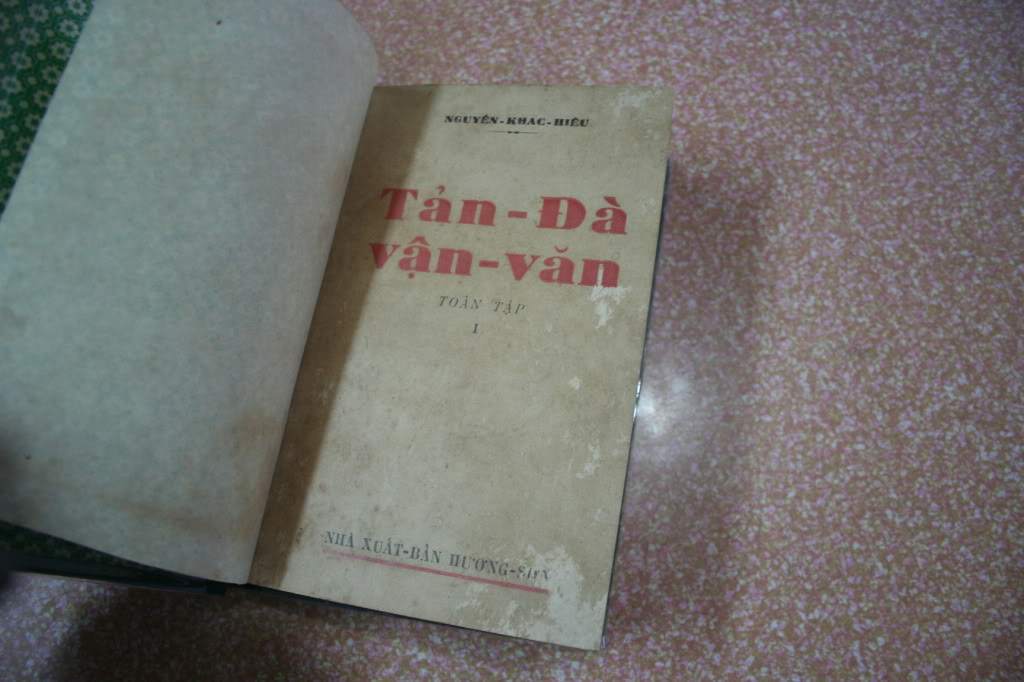 NGUYỄN-KHẮC-HIẾU
Tản-Đà
vận-văn
TOÀN TẬP
I
NHÀ XUẤT-BẢN HƯƠNG-SƠN